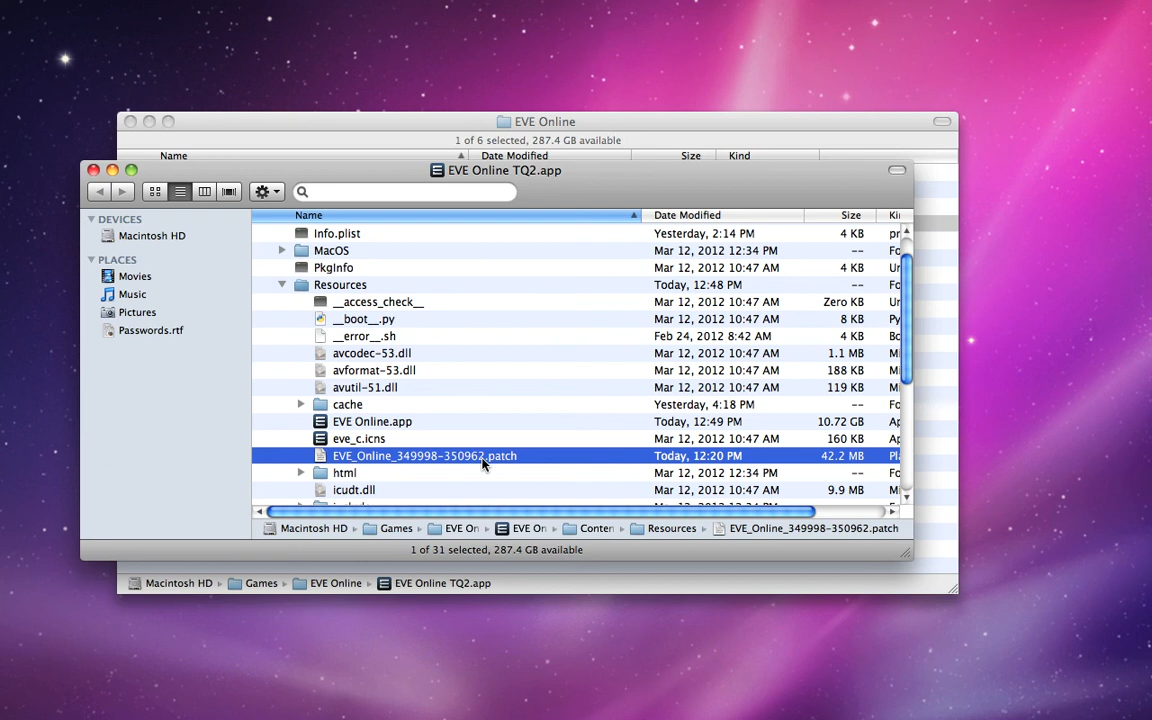 EVE Online
1 of 6 selected, 287.4 GB available
Name Date Modified Size Kind
EVE Online TQ2.app
DEVICES
Macintosh HD
PLACES
Movies
Music
Pictures
Passwords.rtf
Name Date Modified Size
Info.plist Yesterday, 2:14 PM 4 KB
MacOS Mar 12, 2012 12:34 PM --
PkgInfo Mar 12, 2012 10:47 AM 4 KB
Resources Today, 12:48 PM --
__access_check__ Mar 12, 2012 10:47 AM Zero KB
__boot__.py Mar 12, 2012 10:47 AM 8 KB
__error__.sh Feb 24, 2012 8:42 AM 4 KB
avcodec-53.dll Mar 12, 2012 10:47 AM 1.1 MB
avformat-53.dll Mar 12, 2012 10:47 AM 188 KB
avutil-51.dll Mar 12, 2012 10:47 AM 119 KB
cache Yesterday, 4:18 PM --
EVE Online.app Today, 12:49 PM 10.72 GB
eve_c.icns Mar 12, 2012 10:47 AM 160 KB
EVE_Online_349998-350962.patch Today, 12:20 PM 42.2 MB
html Mar 12, 2012 12:34 PM --
icudt.dll Mar 12, 2012 10:47 AM 9.9 MB
Macintosh HD Games EVE On EVE On Conten Resources EVE_Online_349998-350962.patch
1 of 31 selected, 287.4 GB available
Macintosh HD Games EVE Online EVE Online TQ2.app